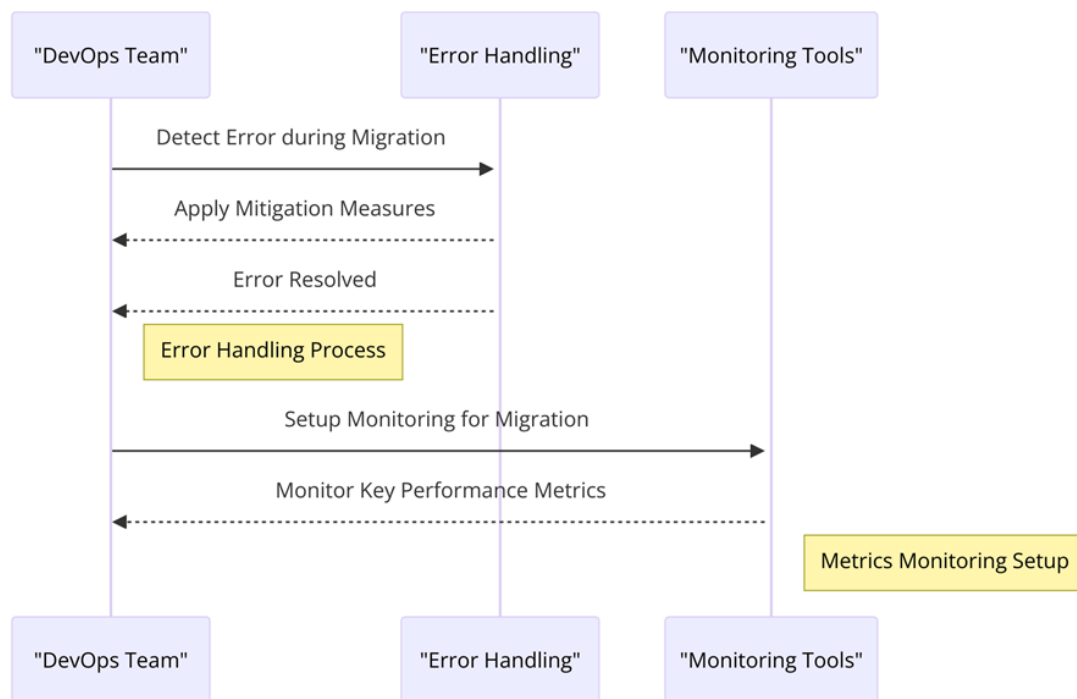 "DevOps Team"
"Error Handling"
"Monitoring Tools"
Detect Error during Migration
Apply Mitigation Measures
Error Resolved
Error Handling Process
Setup Monitoring for Migration
Monitor Key Performance Metrics
Metrics Monitoring Setup
"DevOps Team"
"Error Handling"
"Monitoring Tools"